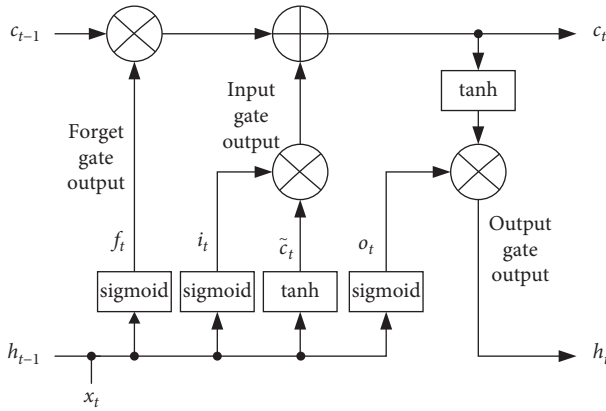 c_{t−1}
c_t
tanh
Input
gate
output
Forget
gate
output
f_t
i_t
c̃_t
o_t
Output
gate
output
sigmoid
sigmoid
tanh
sigmoid
h_{t−1}
h_t
x_t